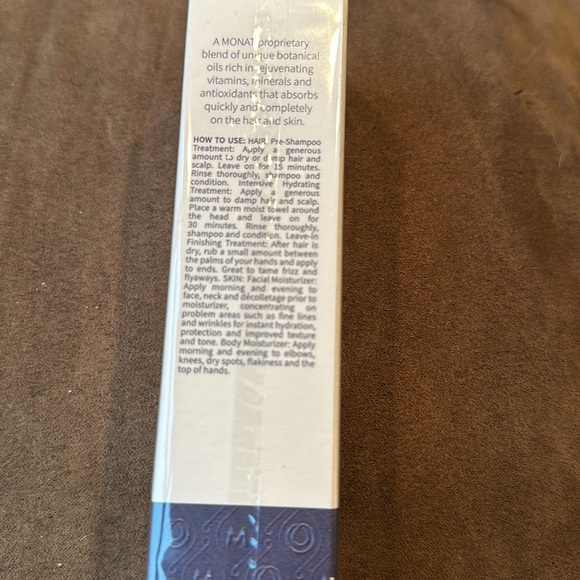 A MONAT proprietary
blend of unique botanical
oils rich in rejuvenating
vitamins, minerals and
antioxidants that absorbs
quickly and completely
on the hair and skin.
HOW TO USE: HAIR: Pre-Shampoo
Treatment: Apply a generous
amount to dry or damp hair and
scalp. Leave on for 15 minutes.
Rinse thoroughly, shampoo and
condition. Intensive Hydrating
Treatment: Apply a generous
amount to damp hair and scalp.
Place a warm moist towel around
the head and leave on for
30 minutes. Rinse thoroughly,
shampoo and condition. Leave-in
Finishing Treatment: After hair is
dry, rub a small amount between
the palms of your hands and apply
to ends. Great to tame frizz and
flyaways. SKIN: Facial Moisturizer:
Apply morning and evening to
face, neck and décolletage prior to
moisturizer, concentrating on
problem areas such as fine lines
and wrinkles for instant hydration,
protection and improved texture
and tone. Body Moisturizer: Apply
morning and evening to elbows,
knees, dry spots, flakiness and the
top of hands.
M
M